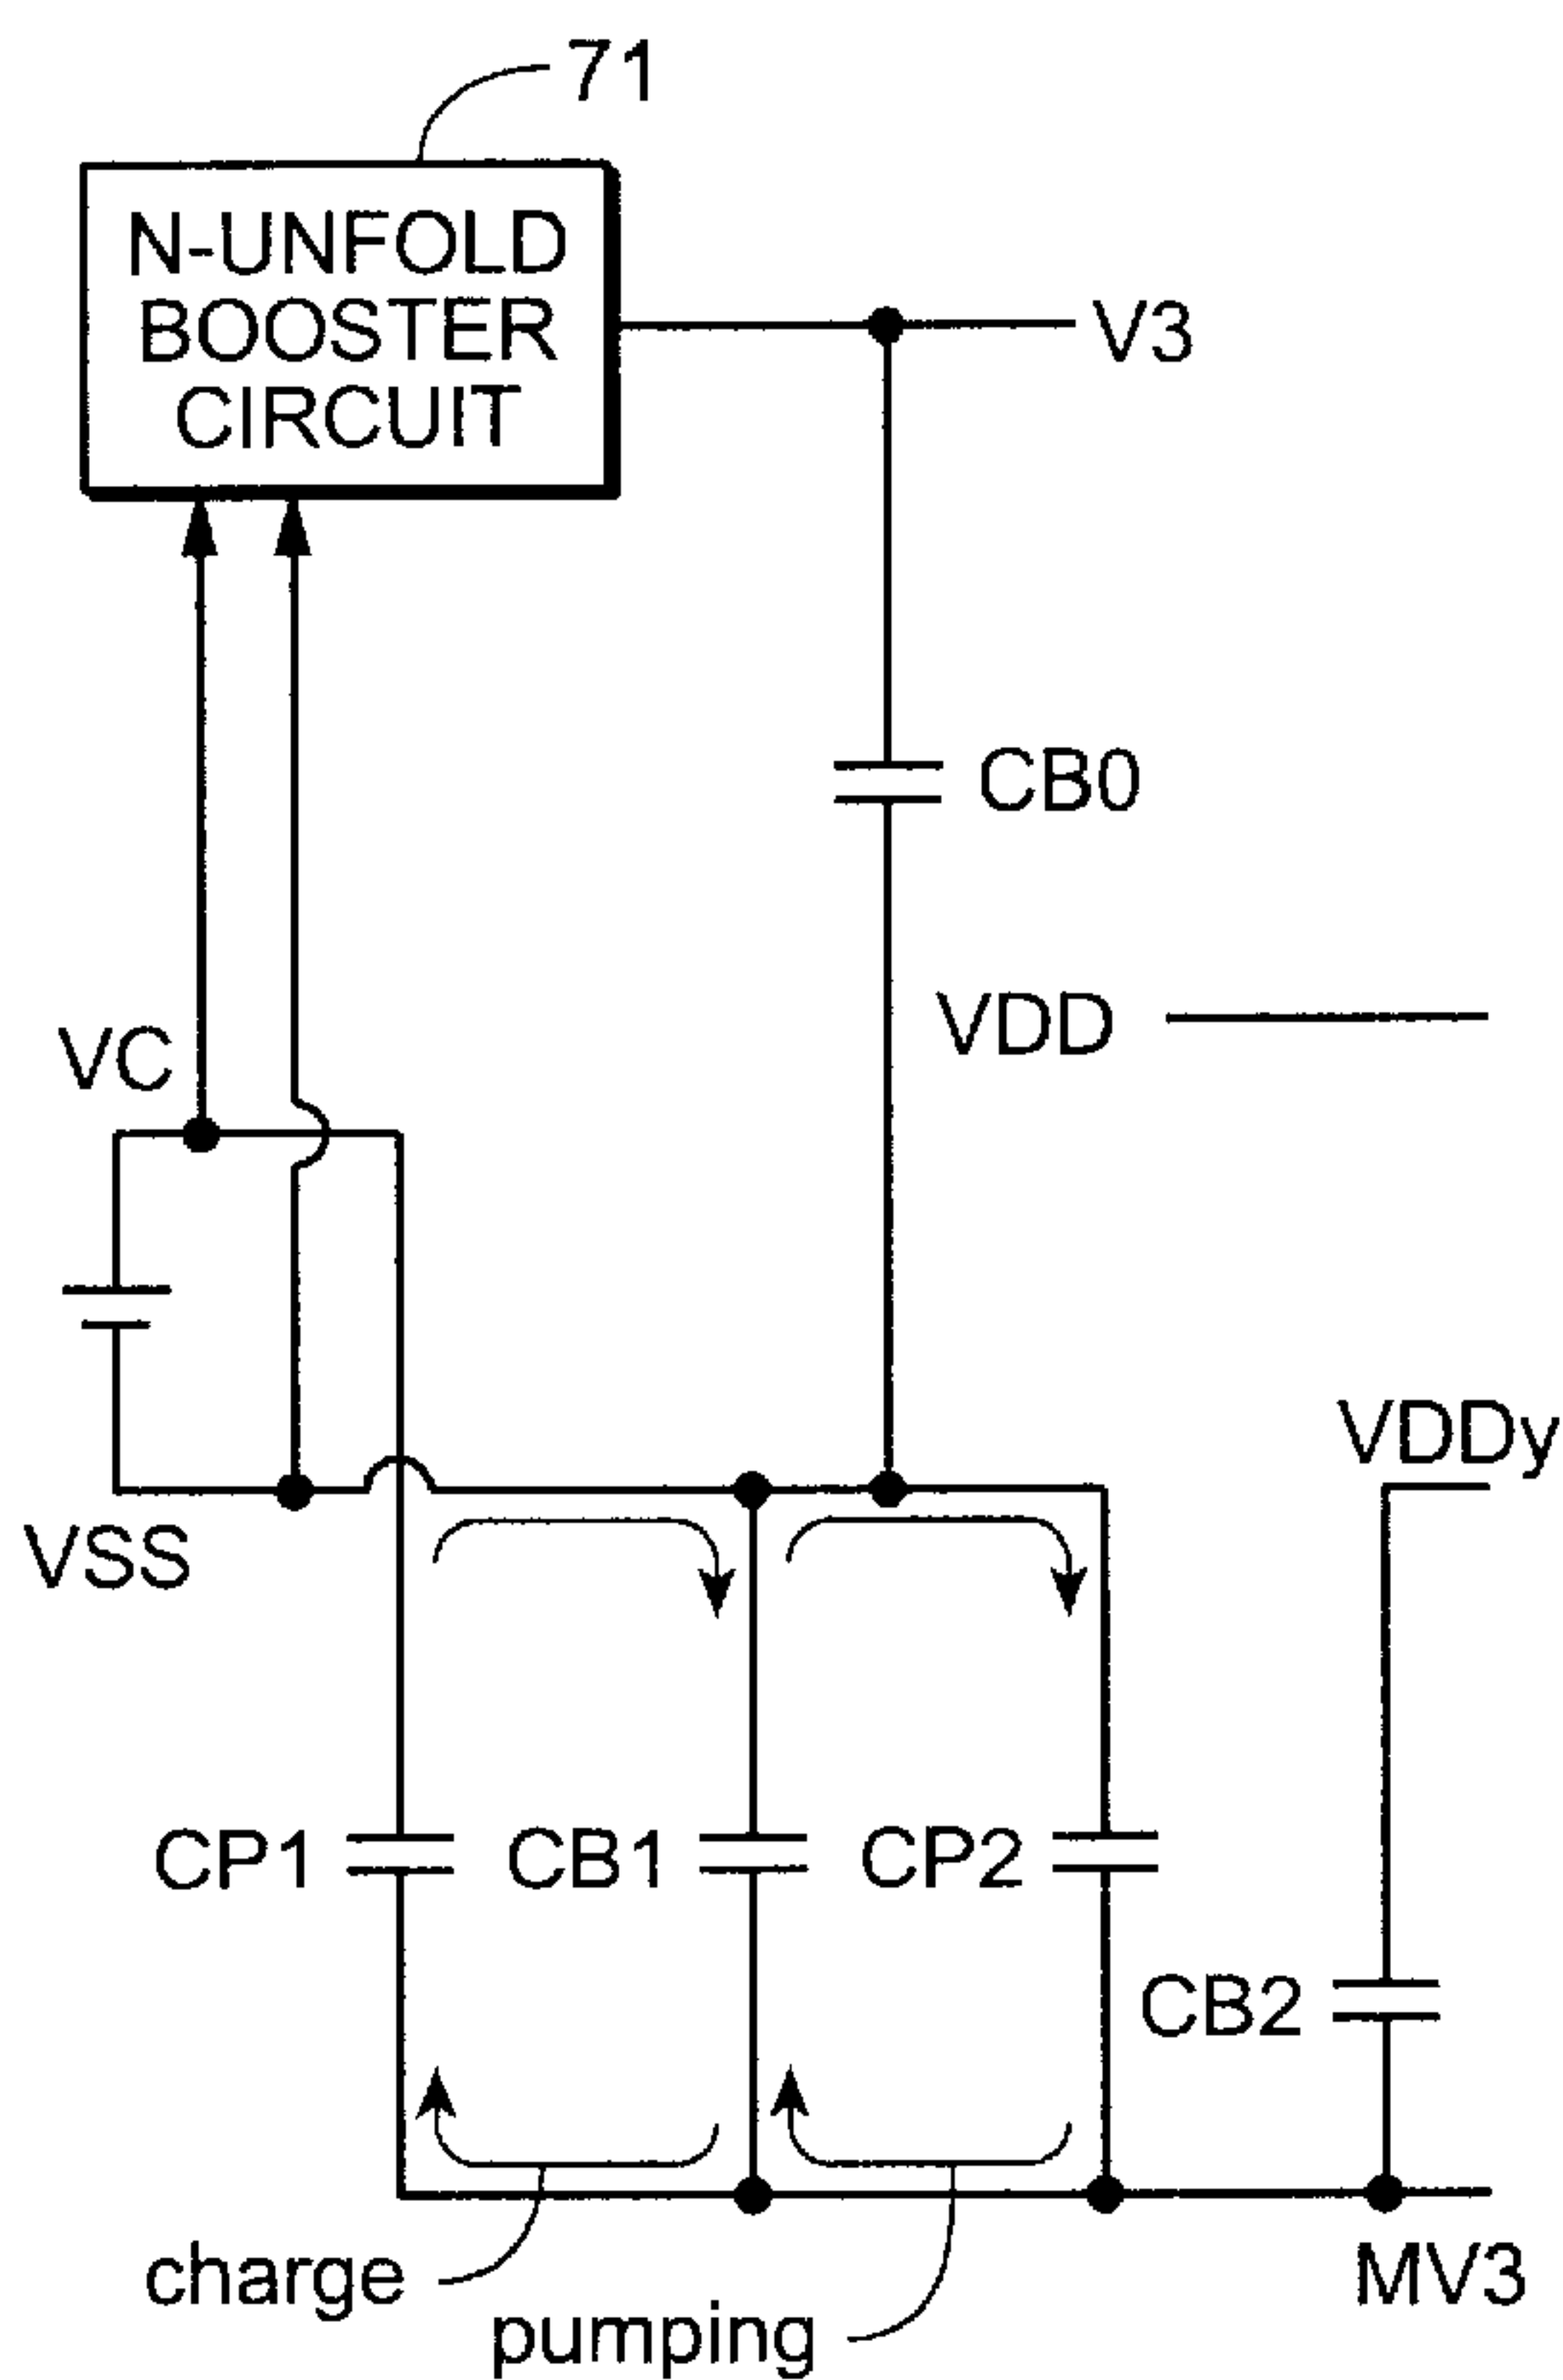 71
N-UNFOLD
BOOSTER
CIRCUIT
V3
CB0
VDD
VC
VDDy
VSS
CP1
CB1
CP2
CB2
charge
pumping
MV3